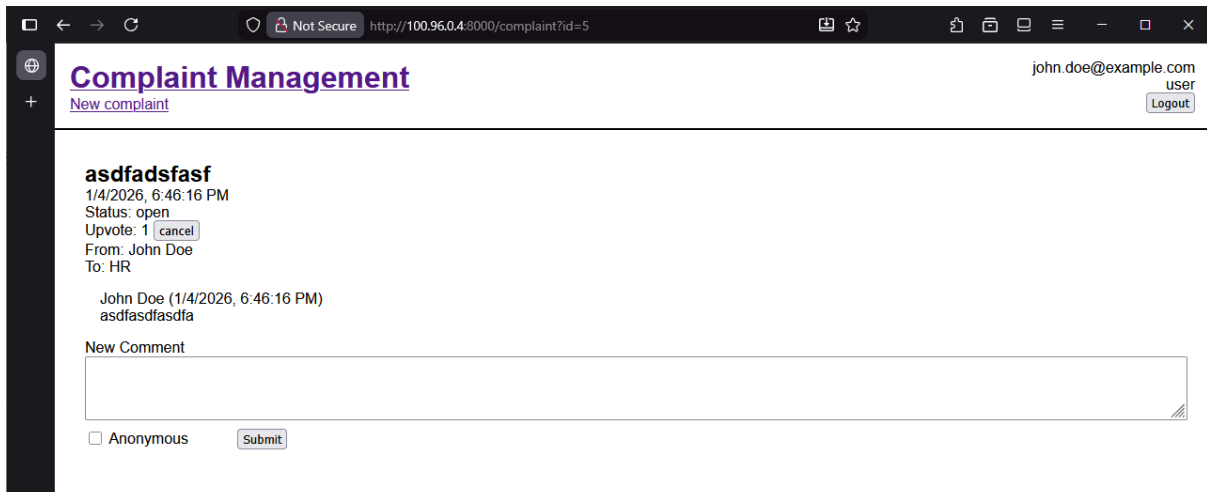 Not Secure http://100.96.0.4:8000/complaint?id=5
Complaint Management
New complaint
john.doe@example.com
user
Logout
asdfadsfasf
1/4/2026, 6:46:16 PM
Status: open
Upvote: 1 cancel
From: John Doe
To: HR
John Doe (1/4/2026, 6:46:16 PM)
asdfasdfasdfa
New Comment
Anonymous Submit